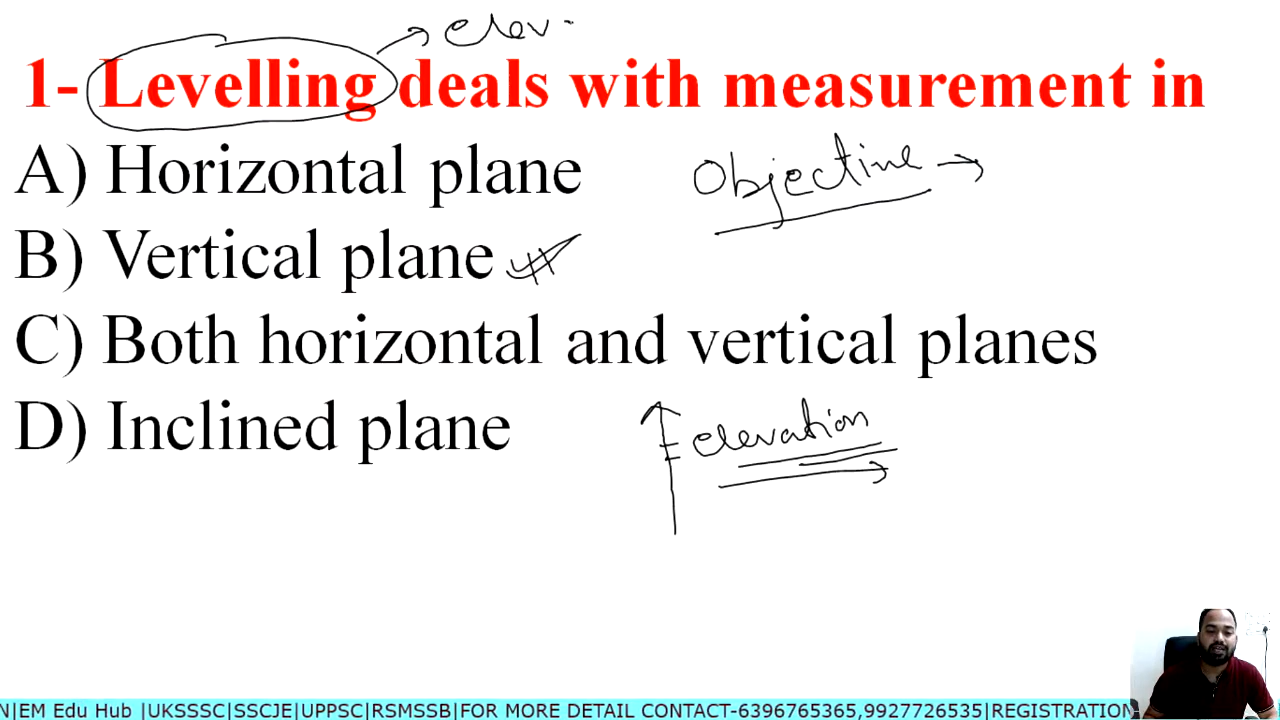 elev.
1- Levelling deals with measurement in
A) Horizontal plane
Objective →
B) Vertical plane
C) Both horizontal and vertical planes
D) Inclined plane
elevation
N|EM Edu Hub |UKSSSC|SSCJE|UPPSC|RSMSSB|FOR MORE DETAIL CONTACT-6396765365,9927726535|REGISTRATION